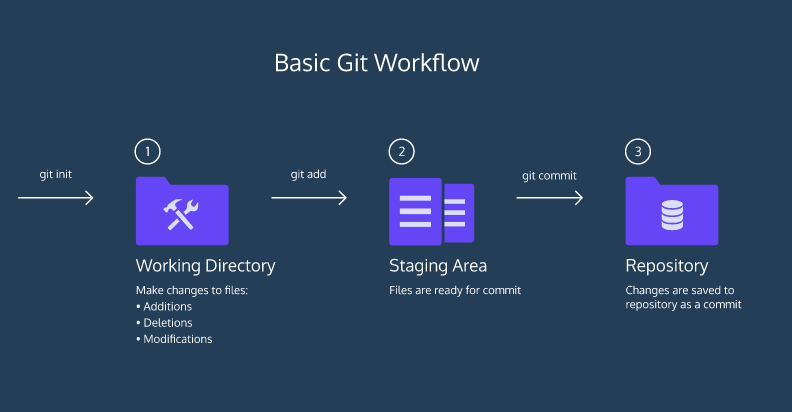 Basic Git Workflow
git init
1
git add
2
git commit
3
Working Directory
Make changes to files:
• Additions
• Deletions
• Modifications
Staging Area
Files are ready for commit
Repository
Changes are saved to
repository as a commit